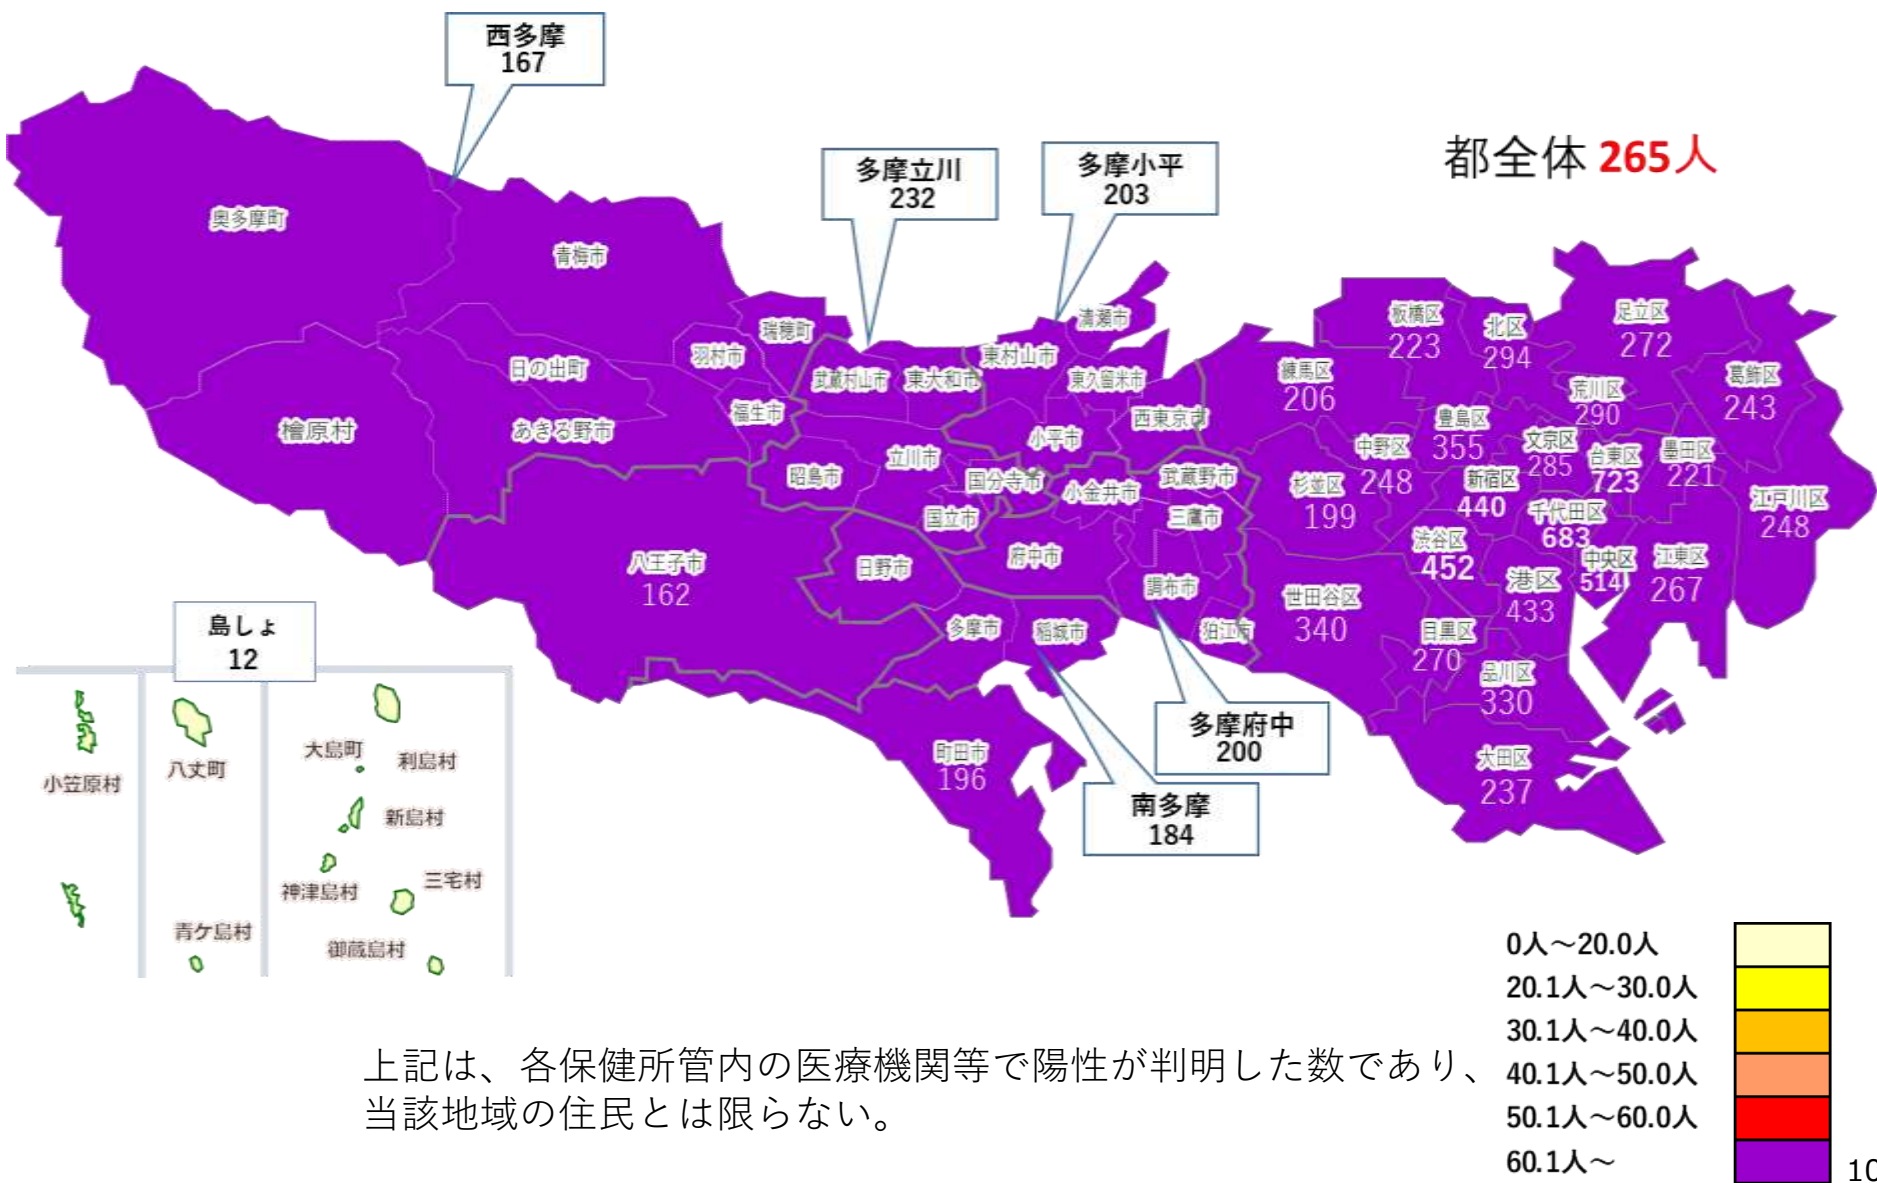 西多摩
167
多摩立川
232
多摩小平
203
都全体 265人
奥多摩町
青梅市
瑞穂町
羽村市
日の出町
福生市
あきる野市
檜原村
武蔵村山市
東大和市
東村山市
清瀬市
東久留米市
西東京市
小平市
立川市
昭島市
国分寺市
小金井市
武蔵野市
国立市
三鷹市
府中市
日野市
調布市
八王子市
162
多摩市
稲城市
狛江市
町田市
196
板橋区
223
北区
294
足立区
272
練馬区
206
荒川区
290
葛飾区
243
豊島区
355
中野区
248
文京区
285
台東区
723
墨田区
221
杉並区
199
新宿区
440
千代田区
683
江戸川区
248
渋谷区
452
港区
433
中央区
514
江東区
267
世田谷区
340
目黒区
270
品川区
330
大田区
237
多摩府中
200
南多摩
184
島しょ
12
小笠原村
八丈町
青ケ島村
大島町
利島村
新島村
神津島村
三宅村
御蔵島村
0人～20.0人
20.1人～30.0人
30.1人～40.0人
40.1人～50.0人
50.1人～60.0人
60.1人～
上記は、各保健所管内の医療機関等で陽性が判明した数であり、
当該地域の住民とは限らない。
10